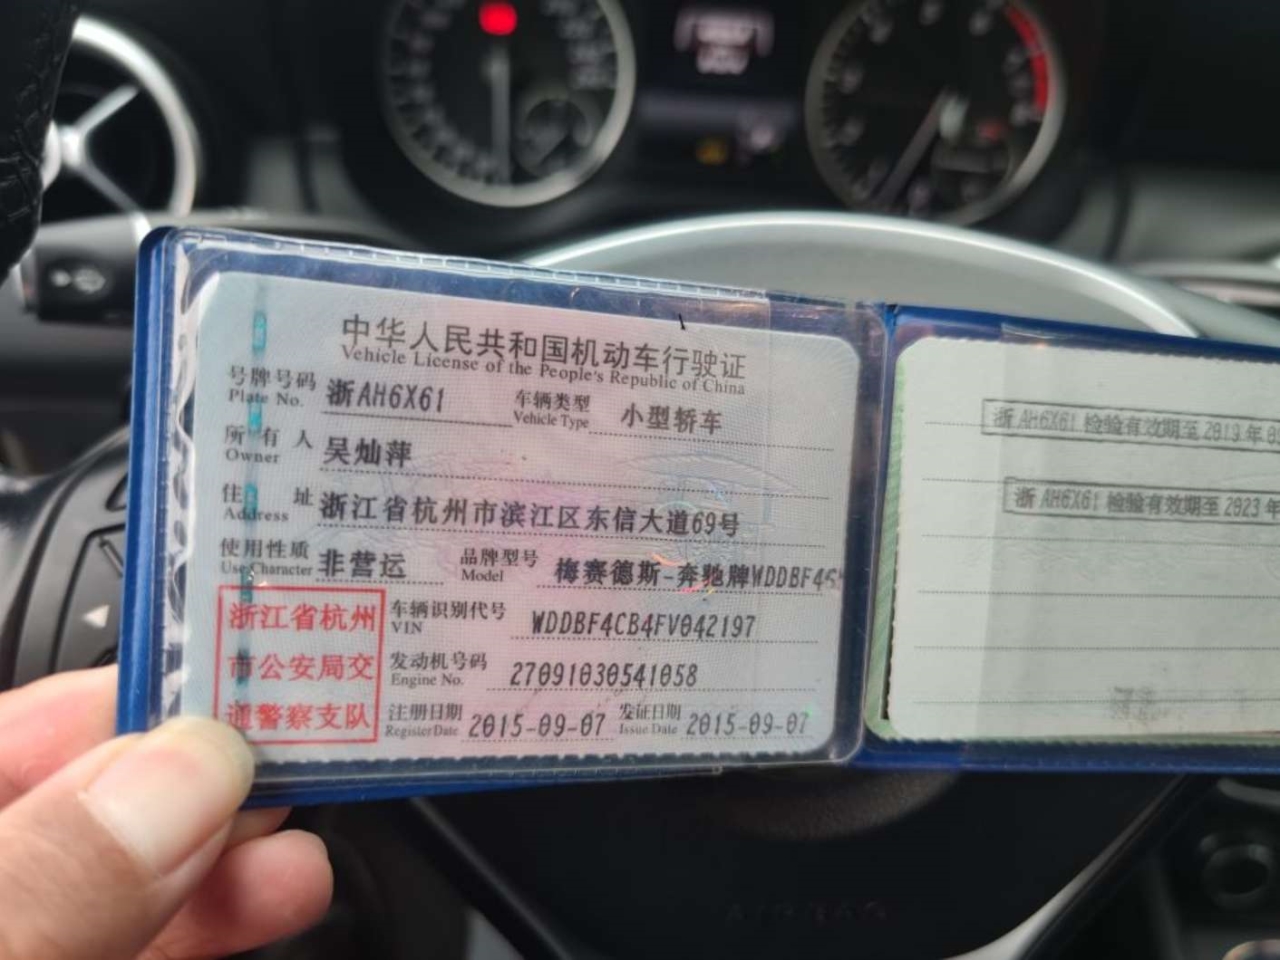 中华人民共和国机动车行驶证
Vehicle License of the People's Republic of China
号牌号码 浙AH6X61 车辆类型 小型轿车
Plate No. Vehicle Type
所有人 吴灿萍
Owner
住址 浙江省杭州市滨江区东信大道69号
Address
使用性质 非营运 品牌型号 梅赛德斯-奔驰牌WDDBF4
Use Character Model
浙江省杭州
市公安局交
通警察支队
车辆识别代号 WDDBF4CB4FV042197
VIN
发动机号码 27091030541058
Engine No.
注册日期 2015-09-07 发证日期 2015-09-07
Register Date Issue Date
浙AH6X61 检验有效期至 2019年
浙AH6X61 检验有效期至 2023年